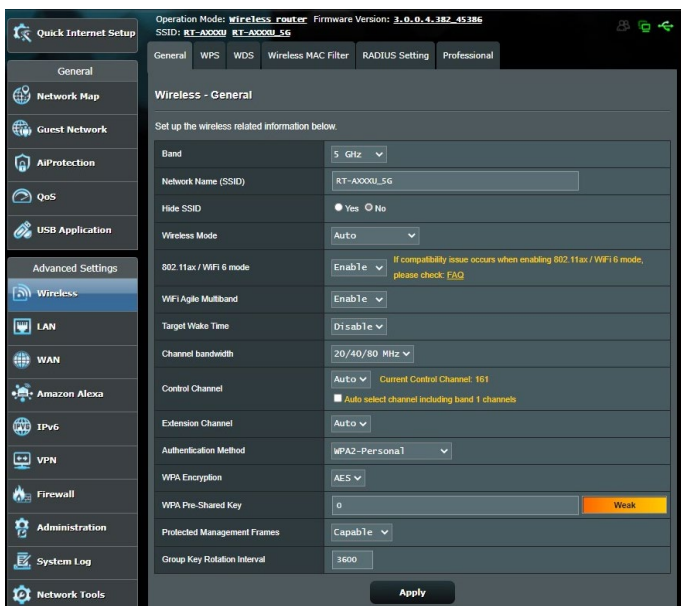 Quick Internet Setup
Operation Mode: Wireless router Firmware Version: 3.0.0.4.382_45386
SSID: RT-AXXXU RT-AXXXU_5G
General WPS WDS Wireless MAC Filter RADIUS Setting Professional
General
Network Map
Guest Network
AiProtection
QoS
USB Application
Advanced Settings
Wireless
LAN
WAN
Amazon Alexa
IPv6
VPN
Firewall
Administration
System Log
Network Tools
Wireless - General
Set up the wireless related information below.
Band 5 GHz
Network Name (SSID) RT-AXXXU_5G
Hide SSID Yes No
Wireless Mode Auto
802.11ax / WiFi 6 mode Enable If compatibility issue occurs when enabling 802.11ax / WiFi 6 mode,
please check: FAQ
WiFi Agile Multiband Enable
Target Wake Time Disable
Channel bandwidth 20/40/80 MHz
Control Channel Auto Current Control Channel: 161
Auto select channel including band 1 channels
Extension Channel Auto
Authentication Method WPA2-Personal
WPA Encryption AES
WPA Pre-Shared Key 0 Weak
Protected Management Frames Capable
Group Key Rotation Interval 3600
Apply